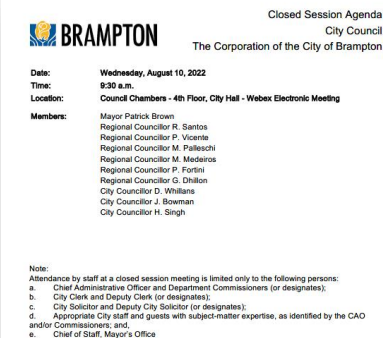 Closed Session Agenda
BRAMPTON
City Council
The Corporation of the City of Brampton
Date: Wednesday, August 10, 2022
Time: 9:30 a.m.
Location: Council Chambers - 4th Floor, City Hall - Webex Electronic Meeting
Members: Mayor Patrick Brown
Regional Councillor R. Santos
Regional Councillor P. Vicente
Regional Councillor M. Palleschi
Regional Councillor M. Medeiros
Regional Councillor P. Fortini
Regional Councillor G. Dhillon
City Councillor D. Whillans
City Councillor J. Bowman
City Councillor H. Singh
Note:
Attendance by staff at a closed session meeting is limited only to the following persons:
a. Chief Administrative Officer and Department Commissioners (or designates);
b. City Clerk and Deputy Clerk (or designates);
c. City Solicitor and Deputy City Solicitor (or designates);
d. Appropriate City staff and guests with subject-matter expertise, as identified by the CAO
and/or Commissioners; and,
e. Chief of Staff, Mayor's Office